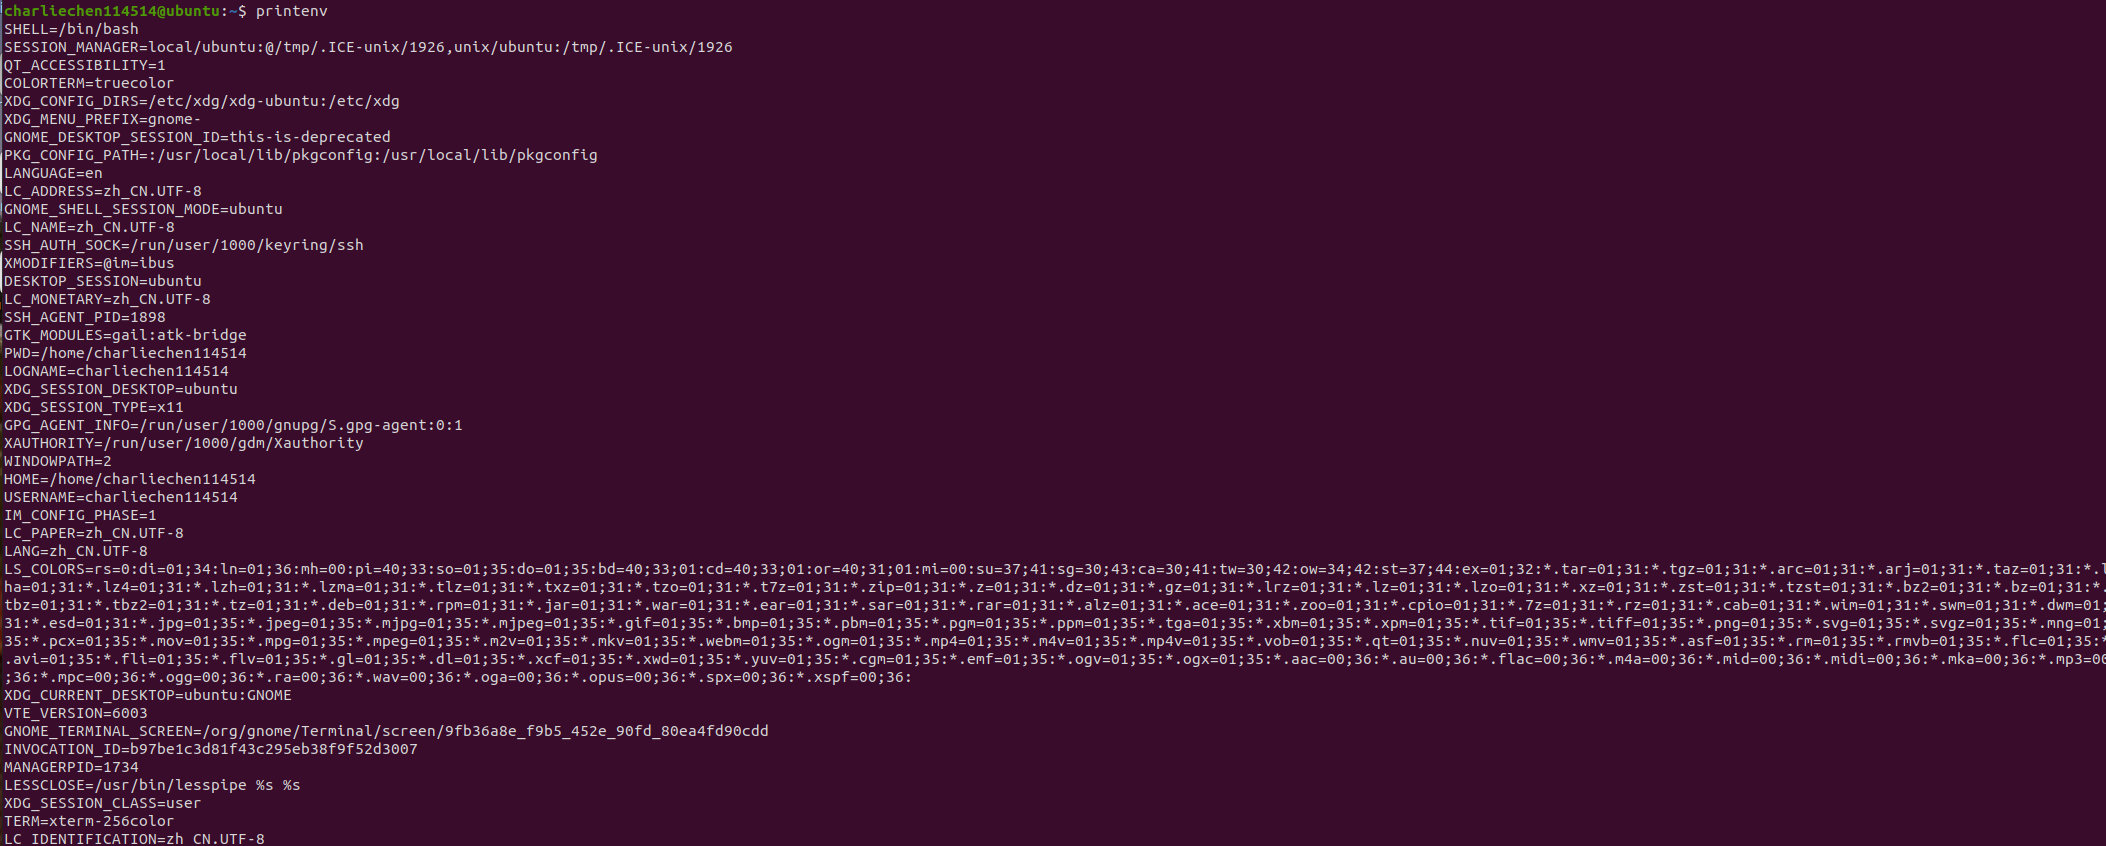 charliechen114514@ubuntu:~$ printenv
SHELL=/bin/bash
SESSION_MANAGER=local/ubuntu:@/tmp/.ICE-unix/1926,unix/ubuntu:/tmp/.ICE-unix/1926
QT_ACCESSIBILITY=1
COLORTERM=truecolor
XDG_CONFIG_DIRS=/etc/xdg/xdg-ubuntu:/etc/xdg
XDG_MENU_PREFIX=gnome-
GNOME_DESKTOP_SESSION_ID=this-is-deprecated
PKG_CONFIG_PATH=:/usr/local/lib/pkgconfig:/usr/local/lib/pkgconfig
LANGUAGE=en
LC_ADDRESS=zh_CN.UTF-8
GNOME_SHELL_SESSION_MODE=ubuntu
LC_NAME=zh_CN.UTF-8
SSH_AUTH_SOCK=/run/user/1000/keyring/ssh
XMODIFIERS=@im=ibus
DESKTOP_SESSION=ubuntu
LC_MONETARY=zh_CN.UTF-8
SSH_AGENT_PID=1898
GTK_MODULES=gail:atk-bridge
PWD=/home/charliechen114514
LOGNAME=charliechen114514
XDG_SESSION_DESKTOP=ubuntu
XDG_SESSION_TYPE=x11
GPG_AGENT_INFO=/run/user/1000/gnupg/S.gpg-agent:0:1
XAUTHORITY=/run/user/1000/gdm/Xauthority
WINDOWPATH=2
HOME=/home/charliechen114514
USERNAME=charliechen114514
IM_CONFIG_PHASE=1
LC_PAPER=zh_CN.UTF-8
LANG=zh_CN.UTF-8
LS_COLORS=rs=0:di=01;34:ln=01;36:mh=00:pi=40;33:so=01;35:do=01;35:bd=40;33;01:cd=40;33;01:or=40;31;01:mi=00:su=37;41:sg=30;43:ca=30;41:tw=30;42:ow=34;42:st=37;44:ex=01;32:*.tar=01;31:*.tgz=01;31:*.arc=01;31:*.arj=01;31:*.taz=01;31:*.l
ha=01;31:*.lz4=01;31:*.lzh=01;31:*.lzma=01;31:*.tlz=01;31:*.txz=01;31:*.tzo=01;31:*.t7z=01;31:*.zip=01;31:*.z=01;31:*.dz=01;31:*.gz=01;31:*.lrz=01;31:*.lz=01;31:*.lzo=01;31:*.xz=01;31:*.zst=01;31:*.tzst=01;31:*.bz2=01;31:*.bz=01;31:*.
tbz=01;31:*.tbz2=01;31:*.tz=01;31:*.deb=01;31:*.rpm=01;31:*.jar=01;31:*.war=01;31:*.ear=01;31:*.sar=01;31:*.rar=01;31:*.alz=01;31:*.ace=01;31:*.zoo=01;31:*.cpio=01;31:*.7z=01;31:*.rz=01;31:*.cab=01;31:*.wim=01;31:*.swm=01;31:*.dwm=01;
31:*.esd=01;31:*.jpg=01;35:*.jpeg=01;35:*.mjpg=01;35:*.mjpeg=01;35:*.gif=01;35:*.bmp=01;35:*.pbm=01;35:*.pgm=01;35:*.ppm=01;35:*.tga=01;35:*.xbm=01;35:*.xpm=01;35:*.tif=01;35:*.tiff=01;35:*.png=01;35:*.svg=01;35:*.svgz=01;35:*.mng=01;
35:*.pcx=01;35:*.mov=01;35:*.mpg=01;35:*.mpeg=01;35:*.m2v=01;35:*.mkv=01;35:*.webm=01;35:*.ogm=01;35:*.mp4=01;35:*.m4v=01;35:*.mp4v=01;35:*.vob=01;35:*.qt=01;35:*.nuv=01;35:*.wmv=01;35:*.asf=01;35:*.rm=01;35:*.rmvb=01;35:*.flc=01;35:*
.avi=01;35:*.fli=01;35:*.flv=01;35:*.gl=01;35:*.dl=01;35:*.xcf=01;35:*.xwd=01;35:*.yuv=01;35:*.cgm=01;35:*.emf=01;35:*.ogv=01;35:*.ogx=01;35:*.aac=00;36:*.au=00;36:*.flac=00;36:*.m4a=00;36:*.mid=00;36:*.midi=00;36:*.mka=00;36:*.mp3=00
;36:*.mpc=00;36:*.ogg=00;36:*.ra=00;36:*.wav=00;36:*.oga=00;36:*.opus=00;36:*.spx=00;36:*.xspf=00;36:
XDG_CURRENT_DESKTOP=ubuntu:GNOME
VTE_VERSION=6003
GNOME_TERMINAL_SCREEN=/org/gnome/Terminal/screen/9fb36a8e_f9b5_452e_90fd_80ea4fd90cdd
INVOCATION_ID=b97be1c3d81f43c295eb38f9f52d3007
MANAGERPID=1734
LESSCLOSE=/usr/bin/lesspipe %s %s
XDG_SESSION_CLASS=user
TERM=xterm-256color
LC_IDENTIFICATION=zh_CN.UTF-8